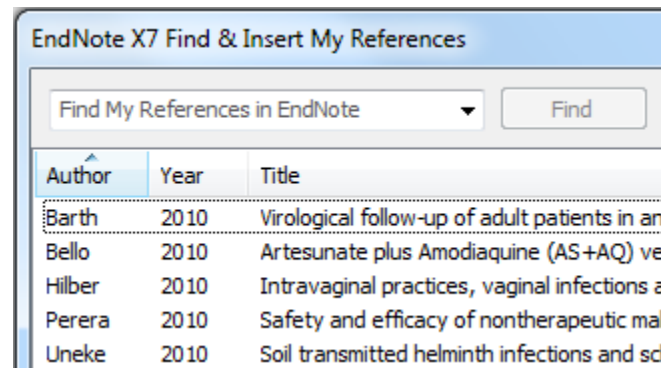 EndNote X7 Find & Insert My References
Find My References in EndNote Find
Author Year Title
Barth 2010 Virological follow-up of adult patients in an
Bello 2010 Artesunate plus Amodiaquine (AS+AQ) ve
Hilber 2010 Intravaginal practices, vaginal infections a
Perera 2010 Safety and efficacy of nontherapeutic mal
Uneke 2010 Soil transmitted helminth infections and sch